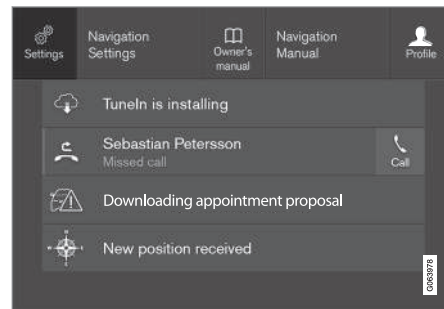 Settings
Navigation
Settings
Owner's
manual
Navigation
Manual
Profile
TuneIn is installing
Sebastian Petersson
Missed call
Call
Downloading appointment proposal
New position received
G063978